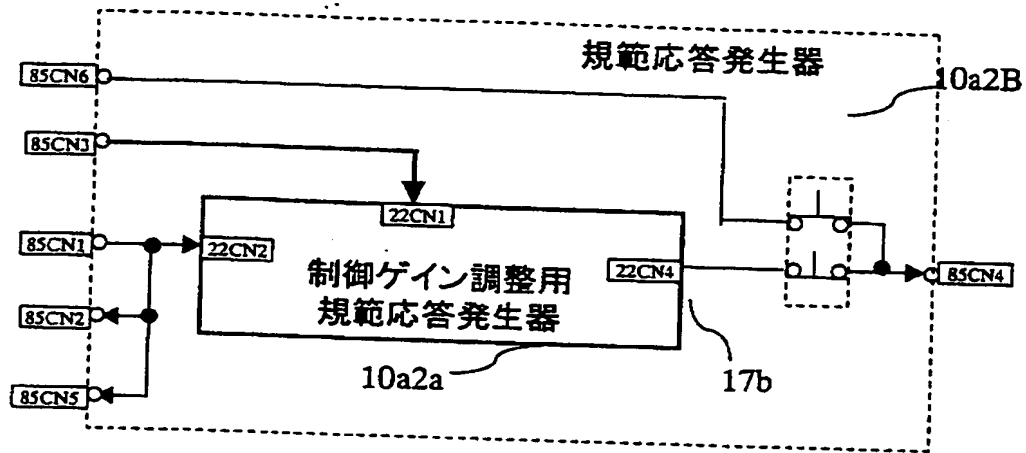 規範応答発生器
85CN6
10a2B
85CN3
22CN1
85CN1
22CN2
制御ゲイン調整用
規範応答発生器
22CN4
85CN4
85CN2
10a2a
17b
85CN5